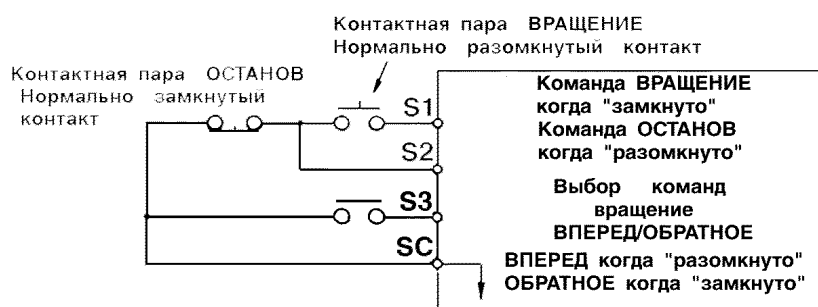 Контактная пара ВРАЩЕНИЕ
Нормально разомкнутый контакт
Контактная пара ОСТАНОВ
Нормально замкнутый
контакт
S1
Команда ВРАЩЕНИЕ
когда "замкнуто"
S2
Команда ОСТАНОВ
когда "разомкнуто"
S3
Выбор команд
вращение
ВПЕРЕД/ОБРАТНОЕ
SC
ВПЕРЕД когда "разомкнуто"
ОБРАТНОЕ когда "замкнуто"